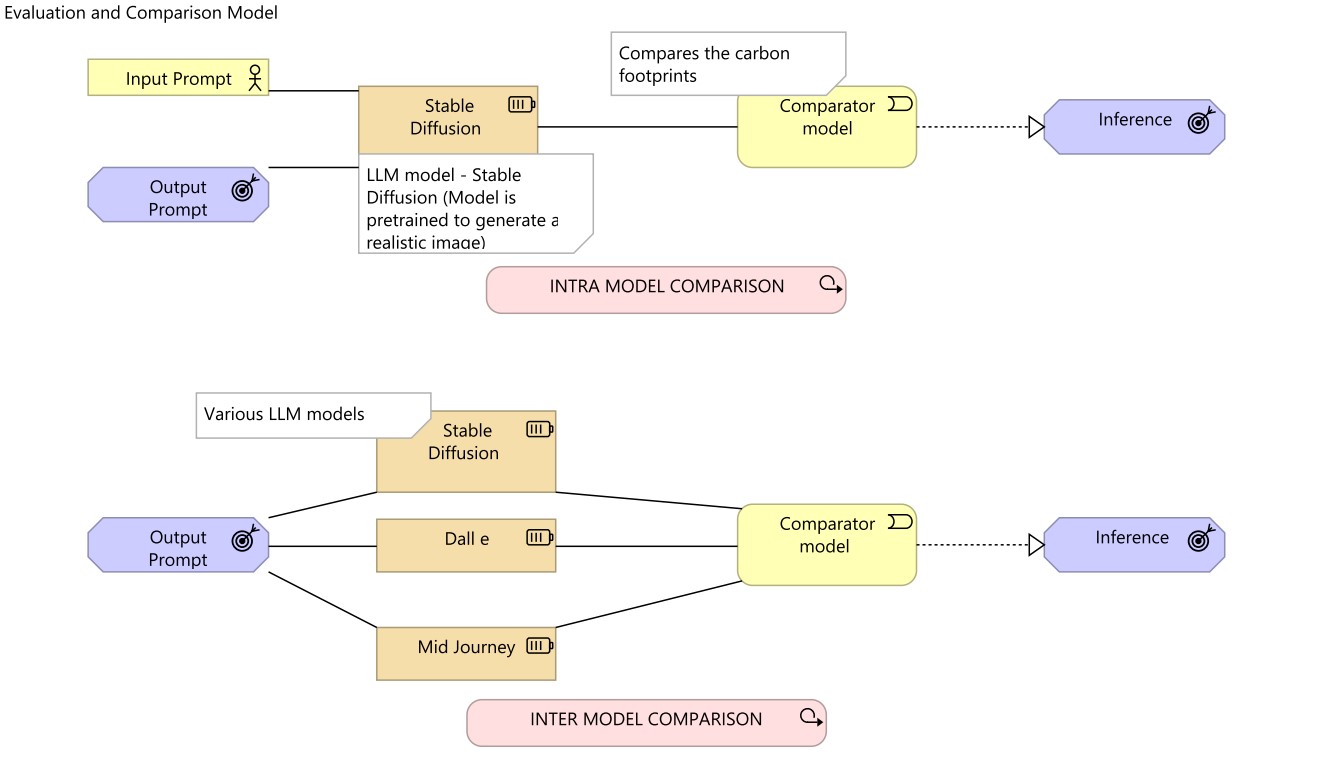 Evaluation and Comparison Model
Compares the carbon
footprints
Input Prompt
Stable
Diffusion
Comparator
model
Inference
Output
Prompt
LLM model - Stable
Diffusion (Model is
pretrained to generate a
realistic image)
INTRA MODEL COMPARISON
Various LLM models
Stable
Diffusion
Output
Prompt
Dall e
Comparator
model
Inference
Mid Journey
INTER MODEL COMPARISON